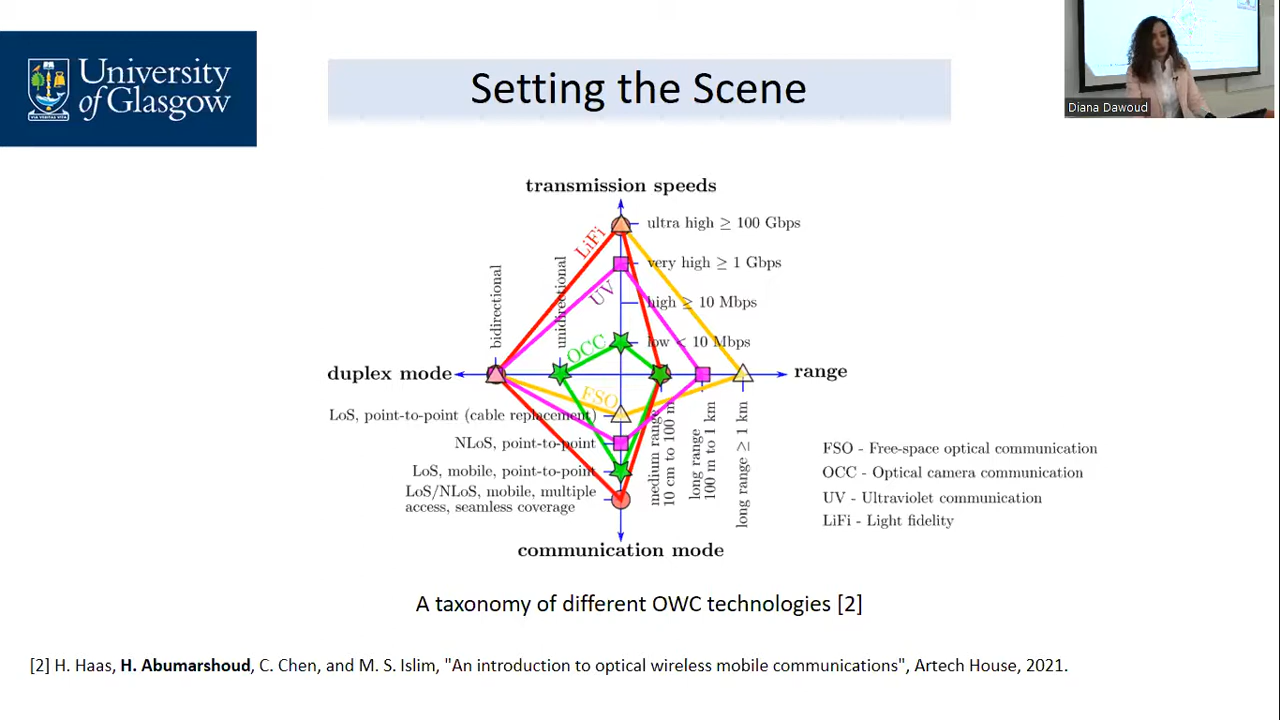 University
of Glasgow
Setting the Scene
Diana Dawoud
transmission speeds
ultra high ≥ 100 Gbps
very high ≥ 1 Gbps
high ≥ 10 Mbps
low < 10 Mbps
LiFi
UV
OCC
FSO
bidirectional
unidirectional
duplex mode
range
LoS, point-to-point (cable replacement)
NLoS, point-to-point
LoS, mobile, point-to-point
LoS/NLoS, mobile, multiple
access, seamless coverage
medium range
10 cm to 100 m
long range
100 m to 1 km
long range ≥ 1 km
communication mode
FSO - Free-space optical communication
OCC - Optical camera communication
UV - Ultraviolet communication
LiFi - Light fidelity
A taxonomy of different OWC technologies [2]
[2] H. Haas, H. Abumarshoud, C. Chen, and M. S. Islim, "An introduction to optical wireless mobile communications", Artech House, 2021.